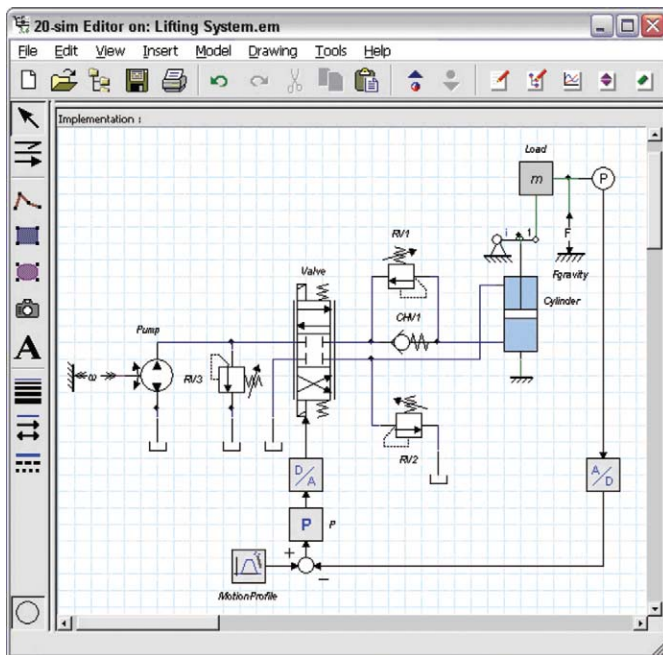 20-sim Editor on: Lifting System.em
File Edit View Insert Model Drawing Tools Help
Implementation :
Load
m
P
i 1
F
RV1
Fgravity
Valve
Cylinder
CHV1
Pump
ω
RV3
RV2
D/A
A/D
P P
+
−
MotionProfile
A